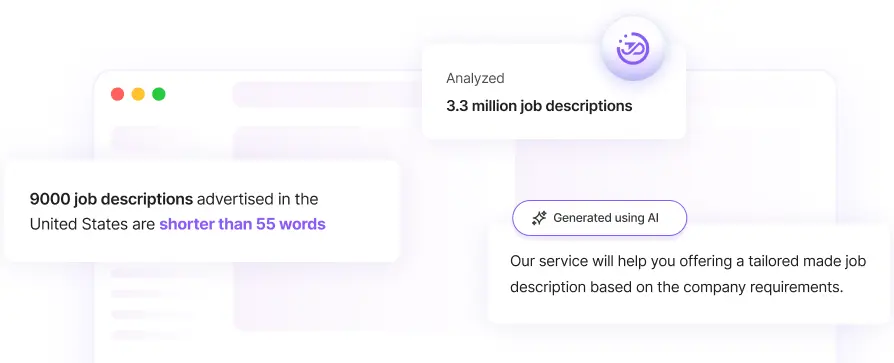 Analyzed
3.3 million job descriptions
9000 job descriptions advertised in the
United States are shorter than 55 words
Generated using AI
Our service will help you offering a tailored made job
description based on the company requirements.